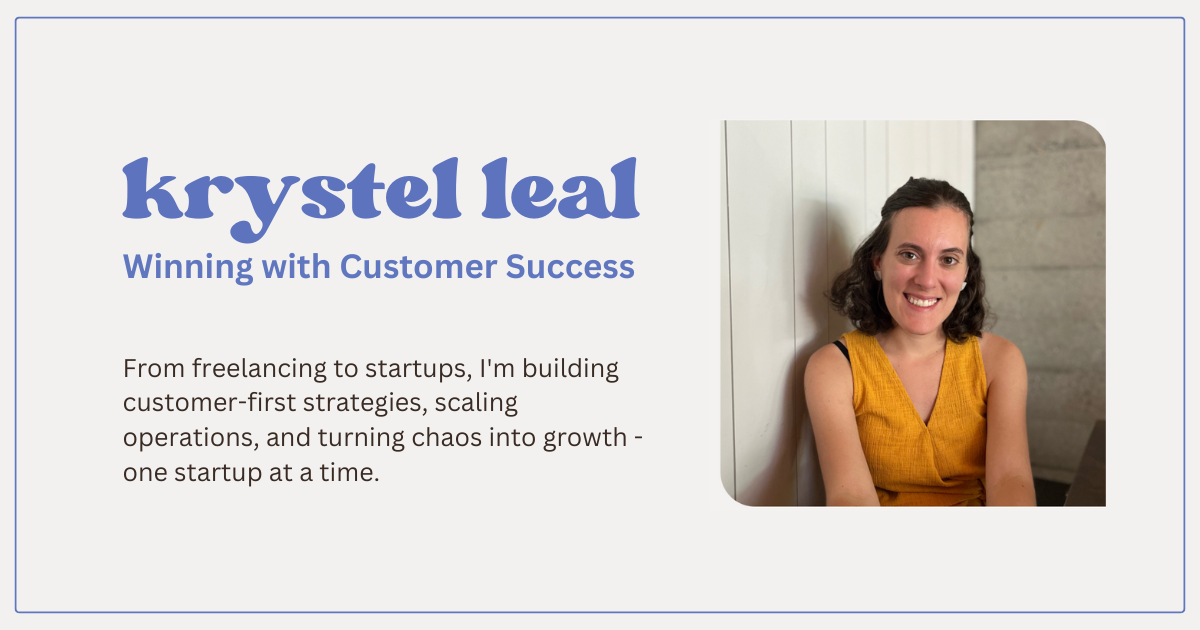 krystel leal
Winning with Customer Success
From freelancing to startups, I'm building
customer-first strategies, scaling
operations, and turning chaos into growth -
one startup at a time.